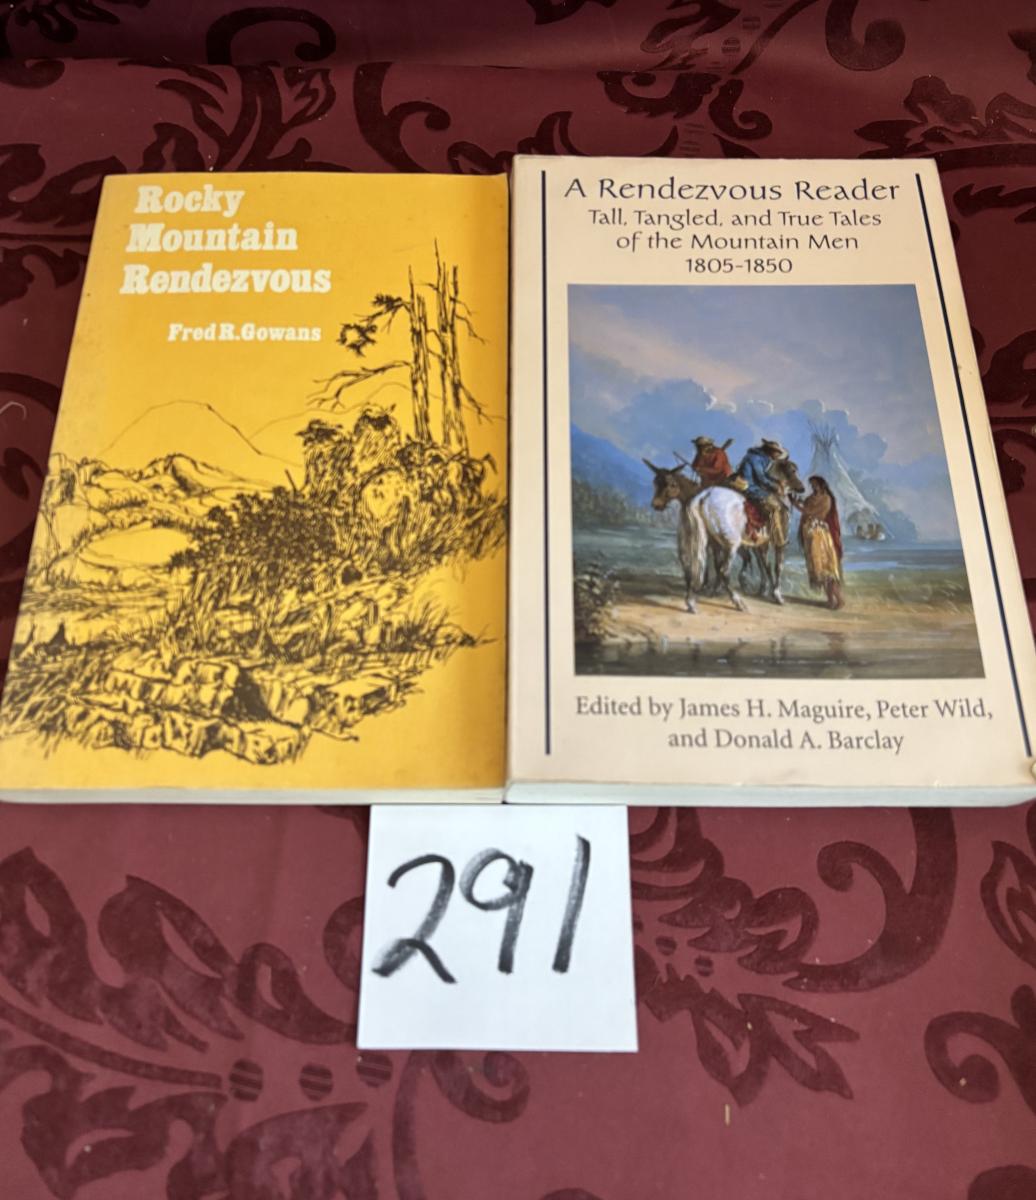 Rocky
Mountain
Rendezvous
Fred R. Gowans
A Rendezvous Reader
Tall, Tangled, and True Tales
of the Mountain Men
1805-1850
Edited by James H. Maguire, Peter Wild,
and Donald A. Barclay
291